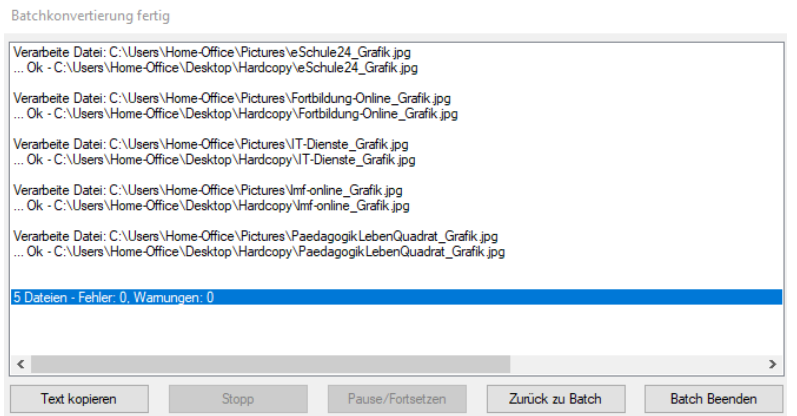 Batchkonvertierung fertig
Verarbeite Datei: C:\Users\Home-Office\Pictures\eSchule24_Grafik.jpg
... Ok - C:\Users\Home-Office\Desktop\Hardcopy\eSchule24_Grafik.jpg
Verarbeite Datei: C:\Users\Home-Office\Pictures\Fortbildung-Online_Grafik.jpg
... Ok - C:\Users\Home-Office\Desktop\Hardcopy\Fortbildung-Online_Grafik.jpg
Verarbeite Datei: C:\Users\Home-Office\Pictures\IT-Dienste_Grafik.jpg
... Ok - C:\Users\Home-Office\Desktop\Hardcopy\IT-Dienste_Grafik.jpg
Verarbeite Datei: C:\Users\Home-Office\Pictures\lmf-online_Grafik.jpg
... Ok - C:\Users\Home-Office\Desktop\Hardcopy\lmf-online_Grafik.jpg
Verarbeite Datei: C:\Users\Home-Office\Pictures\PaedagogikLebenQuadrat_Grafik.jpg
... Ok - C:\Users\Home-Office\Desktop\Hardcopy\PaedagogikLebenQuadrat_Grafik.jpg
5 Dateien - Fehler: 0, Warnungen: 0
Text kopieren
Stopp
Pause/Fortsetzen
Zurück zu Batch
Batch Beenden